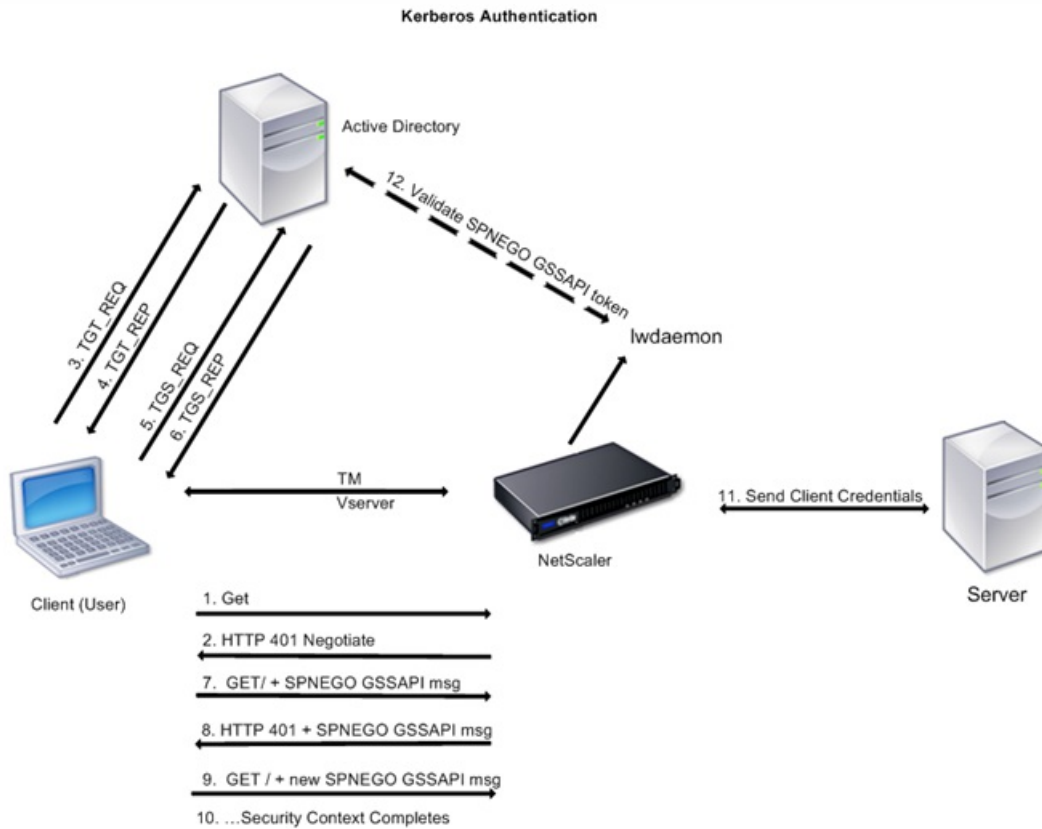 Kerberos Authentication
Active Directory
12. Validate SPNEGO GSSAPI token
3. TGT_REQ
4. TGT_REP
5. TGS_REQ
6. TGS_REP
lwdaemon
TM
Vserver
11. Send Client Credentials
NetScaler
Client (User)
Server
1. Get
2. HTTP 401 Negotiate
7. GET/ + SPNEGO GSSAPI msg
8. HTTP 401 + SPNEGO GSSAPI msg
9. GET / + new SPNEGO GSSAPI msg
10. …Security Context Completes